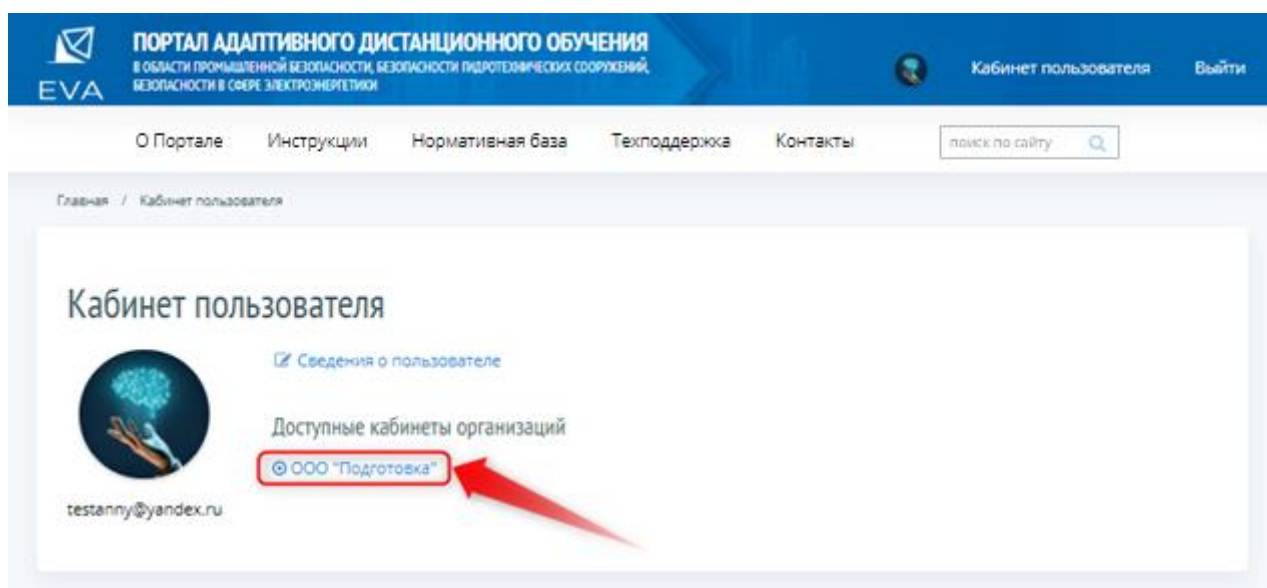 EVA
ПОРТАЛ АДАПТИВНОГО ДИСТАНЦИОННОГО ОБУЧЕНИЯ
В ОБЛАСТИ ПРОМЫШЛЕННОЙ БЕЗОПАСНОСТИ, БЕЗОПАСНОСТИ ГИДРОТЕХНИЧЕСКИХ СООРУЖЕНИЙ,
БЕЗОПАСНОСТИ В СФЕРЕ ЭЛЕКТРОЭНЕРГЕТИКИ
Кабинет пользователя Выйти
О Портале Инструкции Нормативная база Техподдержка Контакты поиск по сайту
Главная / Кабинет пользователя
Кабинет пользователя
Сведения о пользователе
Доступные кабинеты организаций
ООО "Подготовка"
testanny@yandex.ru